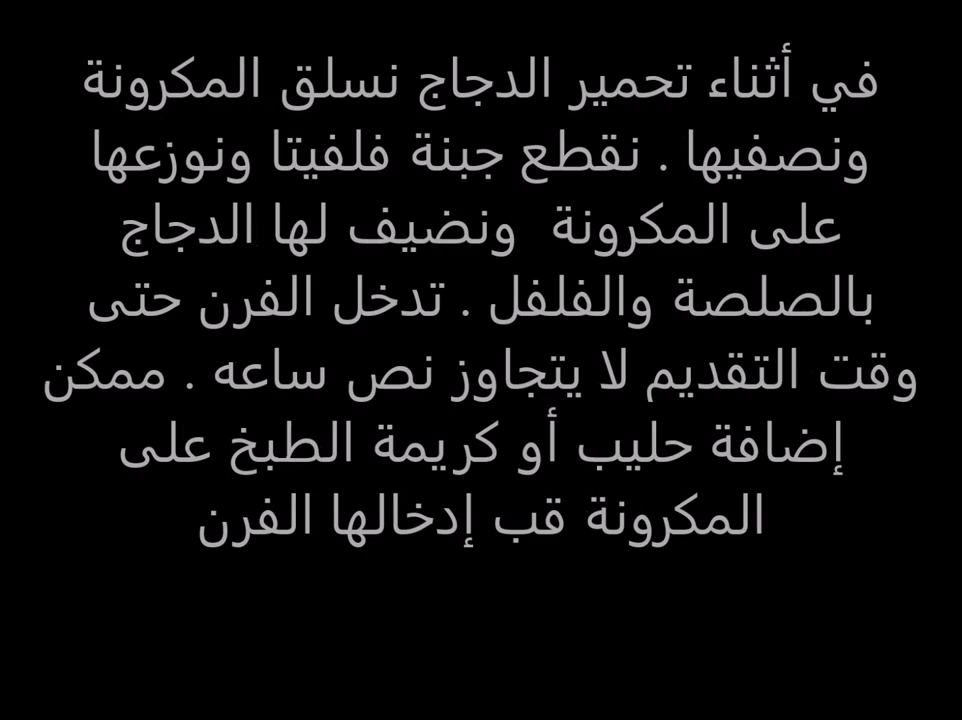 في أثناء تحمير الدجاج نسلق المكرونة
ونصفيها . نقطع جبنة فلفيتا ونوزعها
على المكرونة ونضيف لها الدجاج
بالصلصة والفلفل . تدخل الفرن حتى
وقت التقديم لا يتجاوز نص ساعه . ممكن
إضافة حليب أو كريمة الطبخ على
المكرونة قب إدخالها الفرن